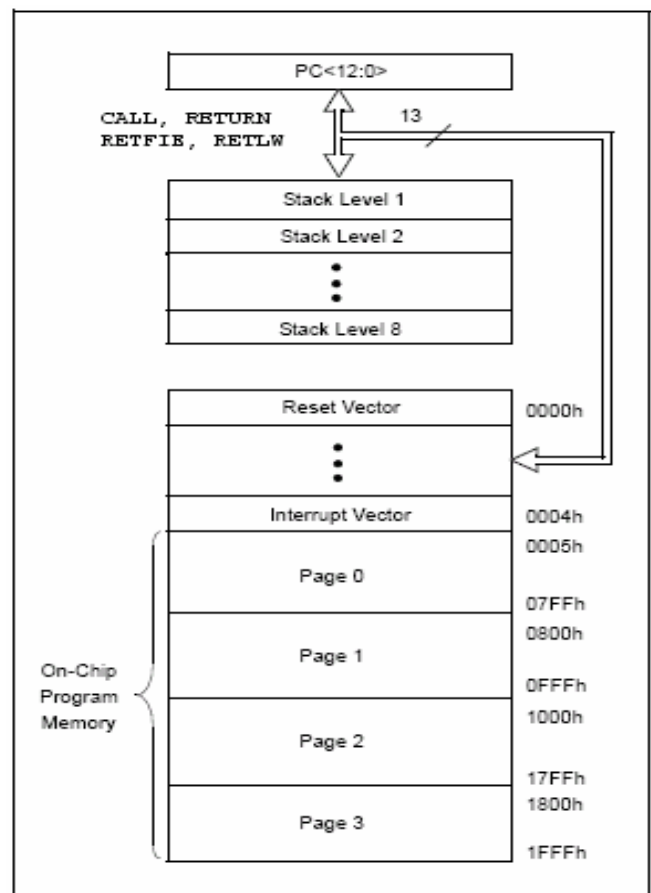 PC<12:0>
CALL, RETURN
RETFIE, RETLW
13
Stack Level 1
Stack Level 2
Stack Level 8
Reset Vector
0000h
Interrupt Vector
0004h
0005h
Page 0
07FFh
0800h
Page 1
On-Chip
Program
Memory
0FFFh
1000h
Page 2
17FFh
1800h
Page 3
1FFFh